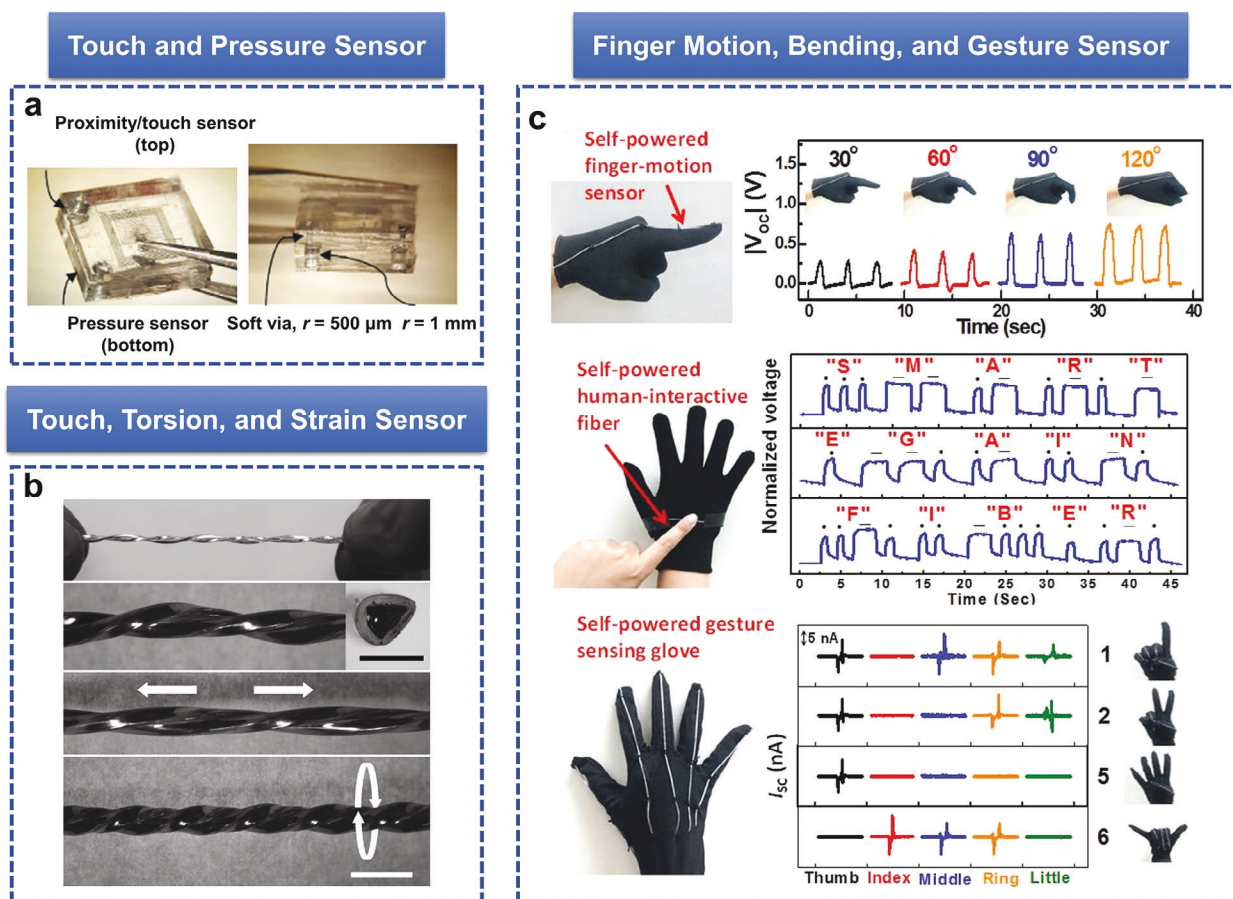 Touch and Pressure Sensor
a
Proximity/touch sensor
(top)
Pressure sensor
(bottom)
Soft via, r = 500 µm r = 1 mm
Touch, Torsion, and Strain Sensor
b
Finger Motion, Bending, and Gesture Sensor
c
Self-powered
finger-motion
sensor
|Voc| (V)
1.5
1.0
0.5
0.0
30° 60° 90° 120°
0 10 20 30 40
Time (sec)
Self-powered
human-interactive
fiber
Normalized voltage
"S" "M" "A" "R" "T"
"E" "G" "A" "I" "N"
"F" "I" "B" "E" "R"
0 5 10 15 20 25 30 35 40 45
Time (Sec)
Self-powered gesture
sensing glove
Isc (nA)
5 nA
1
2
5
6
Thumb Index Middle Ring Little